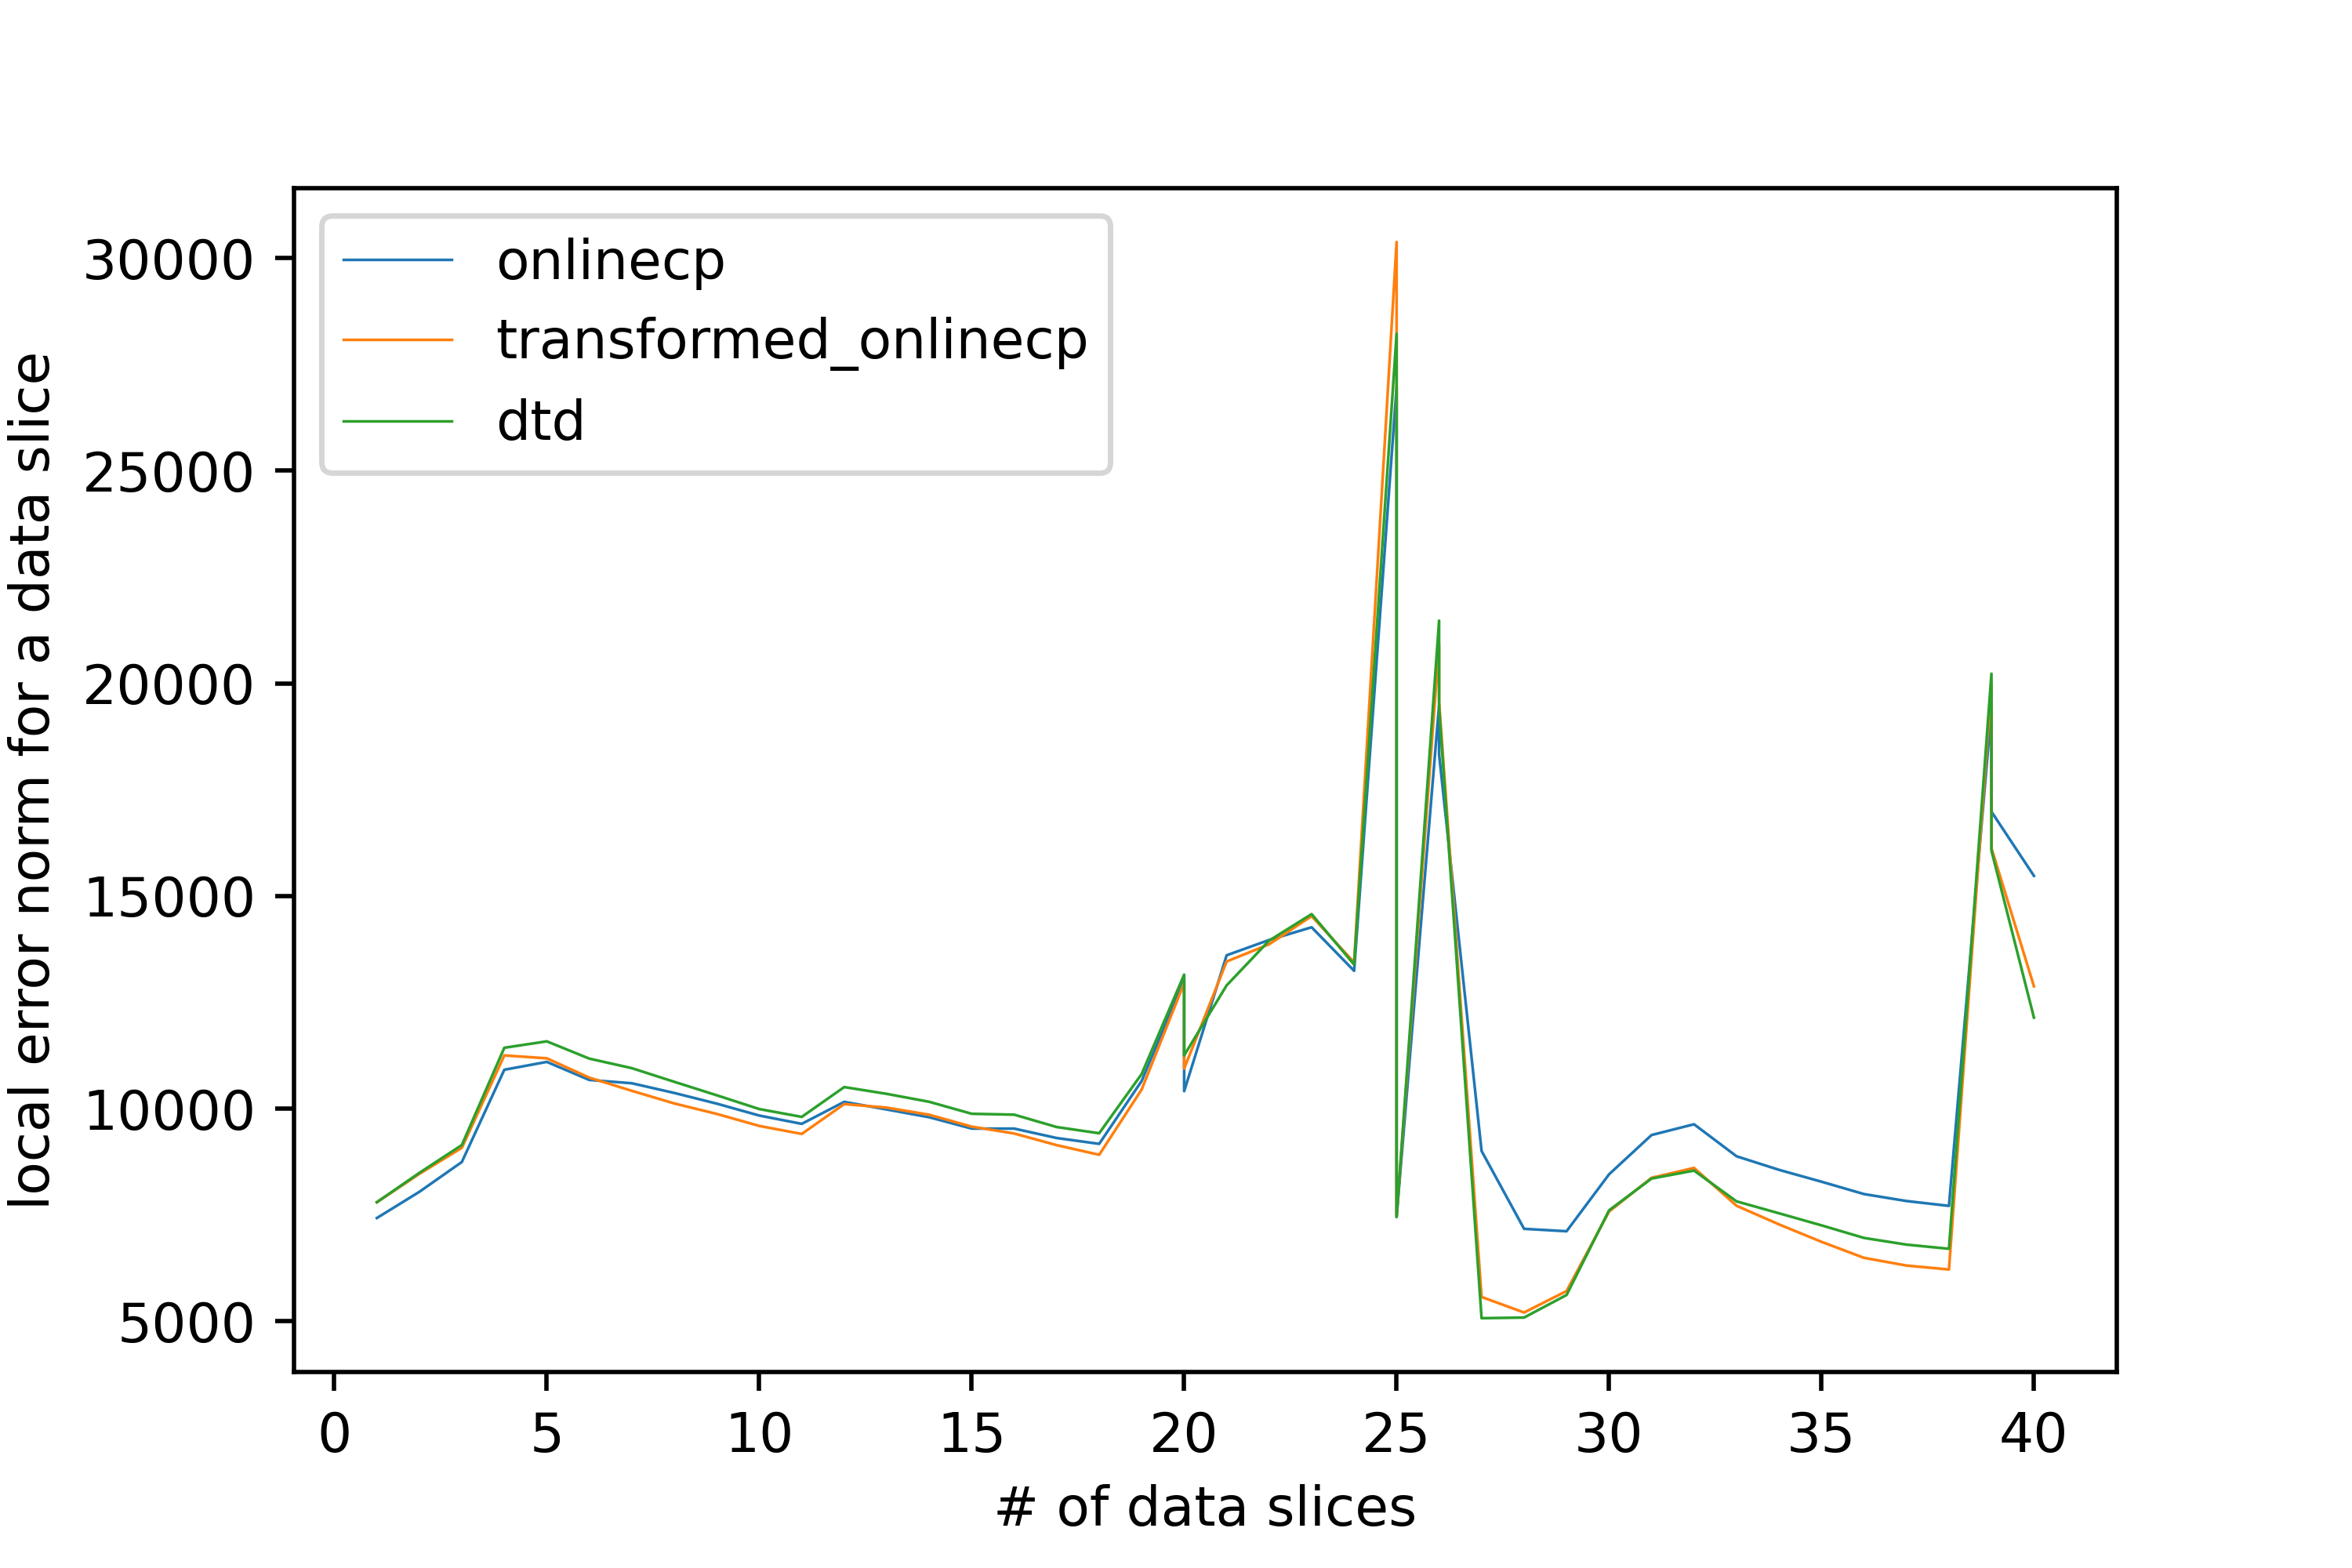 onlinecp
transformed_onlinecp
dtd
local error norm for a data slice
30000
25000
20000
15000
10000
5000
0 5 10 15 20 25 30 35 40
# of data slices